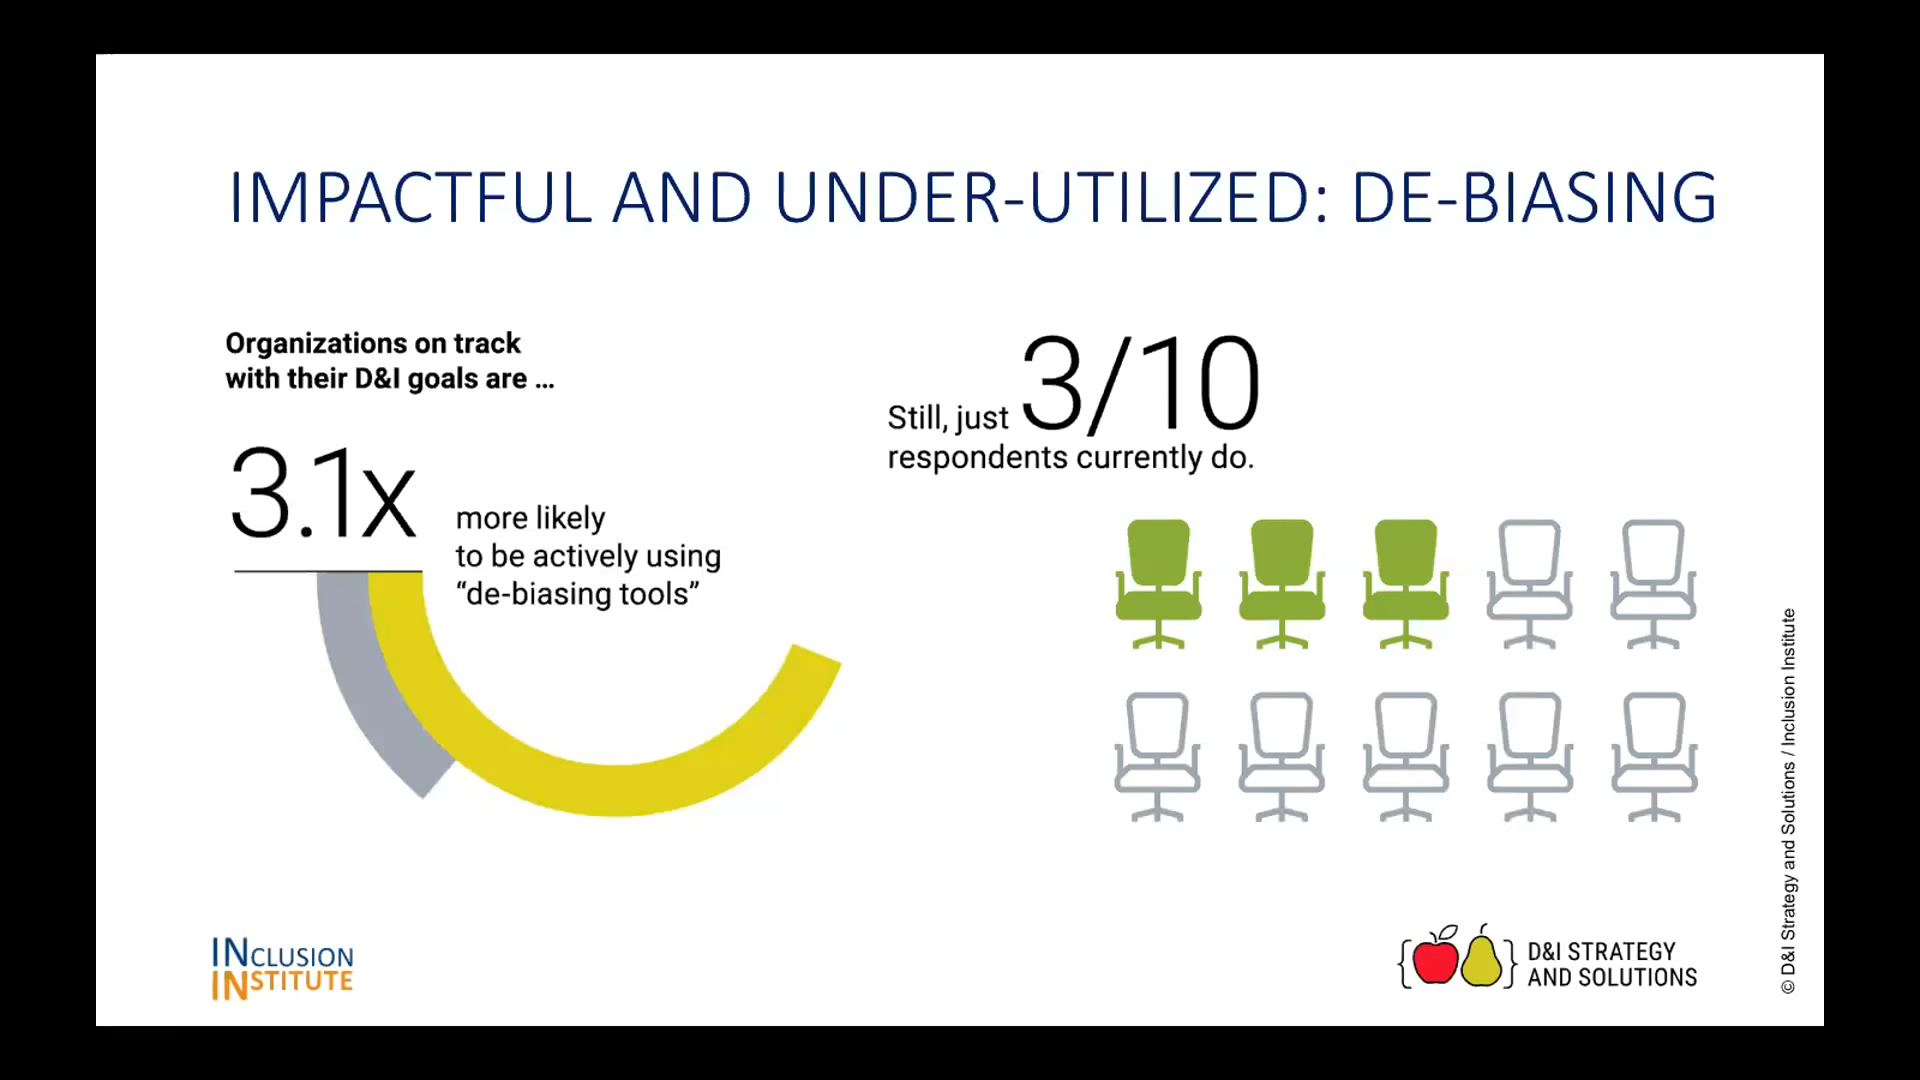 IMPACTFUL AND UNDER-UTILIZED: DE-BIASING
Organizations on track
with their D&I goals are ...
3.1x
more likely
to be actively using
“de-biasing tools”
Still, just 3/10
respondents currently do.
INCLUSION
INSTITUTE
D&I STRATEGY
AND SOLUTIONS
© D&I Strategy and Solutions / Inclusion Institute